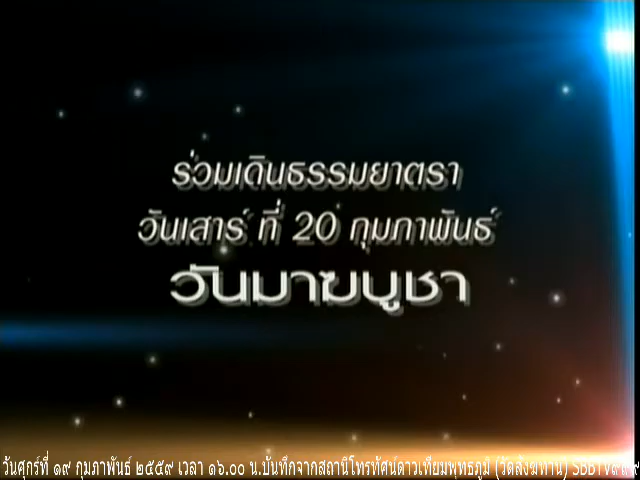 ร่วมเดินธรรมยาตรา
วันเสาร์ ที่ 20 กุมภาพันธ์
วันมาฆบูชา
วันศุกร์ที่ ๑๙ กุมภาพันธ์ ๒๕๕๙ เวลา ๑๖.๐๐ น.บันทึกจากสถานีโทรทัศน์ดาวเทียมพุทธภูมิ (วัดสังฆทาน)